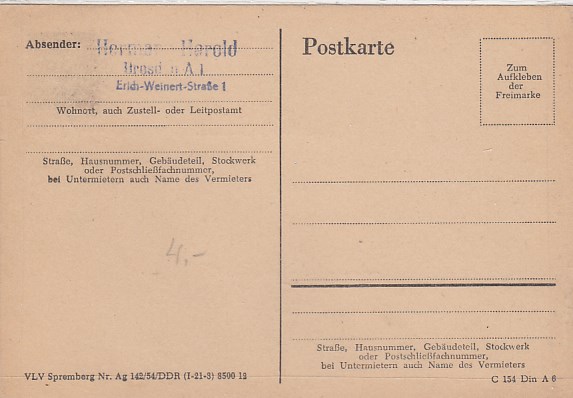 Absender:
Herold
A 1
Erich-Weinert-Straße 1
Wohnort, auch Zustell- oder Leitpostamt
Straße, Hausnummer, Gebäudeteil, Stockwerk
oder Postschließfachnummer,
bei Untermietern auch Name des Vermieters
4,-
VLV Spremberg Nr. Ag 142/54/DDR (I-21-3) 8500 12
Postkarte
Zum
Aufkleben
der
Freimarke
Straße, Hausnummer, Gebäudeteil, Stockwerk
oder Postschließfachnummer,
bei Untermietern auch Name des Vermieters
C 154 Din A 6